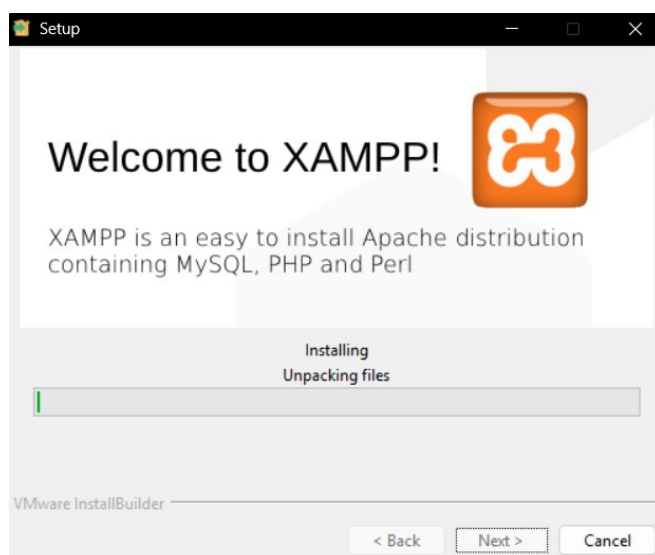 Setup
Welcome to XAMPP!
XAMPP is an easy to install Apache distribution
containing MySQL, PHP and Perl
Installing
Unpacking files
VMware InstallBuilder
< Back Next > Cancel